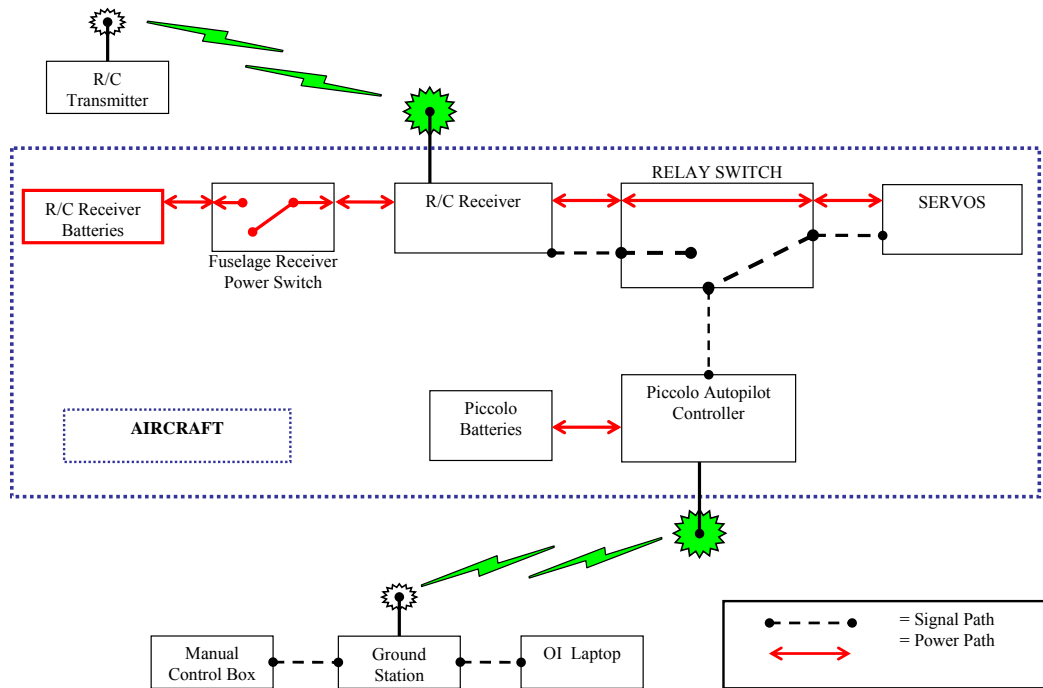 R/C
Transmitter
RELAY SWITCH
R/C Receiver
Batteries
R/C Receiver
SERVOS
Fuselage Receiver
Power Switch
Piccolo
Batteries
Piccolo Autopilot
Controller
AIRCRAFT
Manual
Control Box
Ground
Station
OI Laptop
= Signal Path
= Power Path